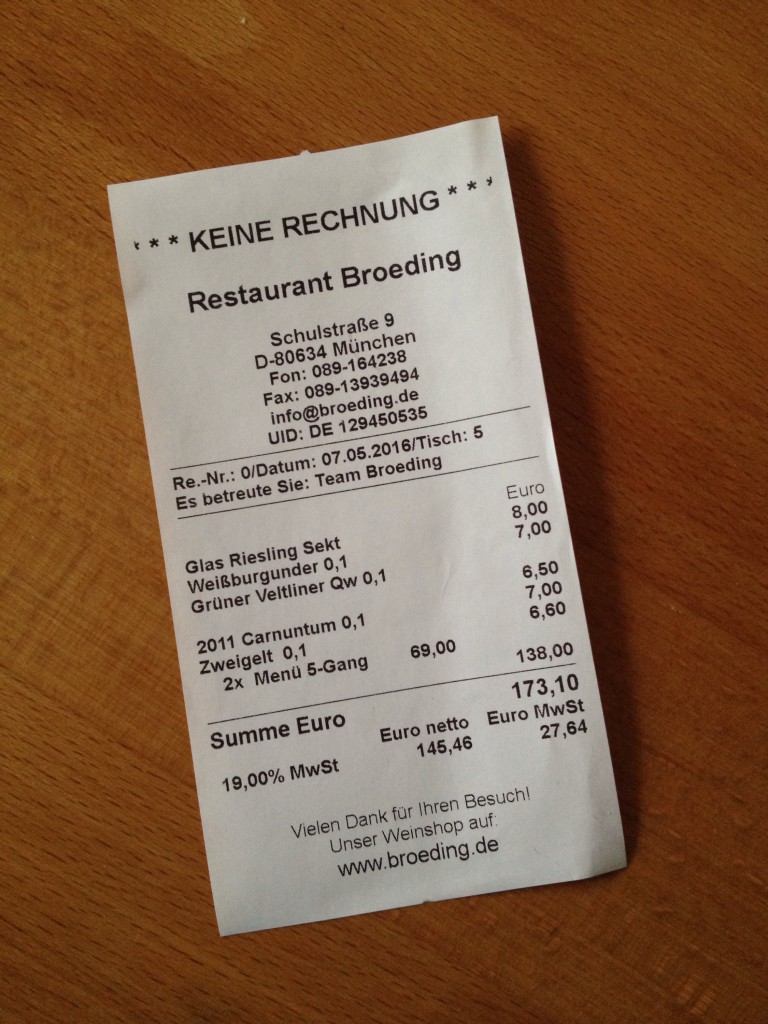 * * * KEINE RECHNUNG * * *
Restaurant Broeding
Schulstraße 9
D-80634 München
Fon: 089-164238
Fax: 089-13939494
info@broeding.de
UID: DE 129450535
Re.-Nr.: 0/Datum: 07.05.2016/Tisch: 5
Es betreute Sie: Team Broeding
Euro
Glas Riesling Sekt 8,00
Weißburgunder 0,1 7,00
Grüner Veltliner Qw 0,1
6,50
2011 Carnuntum 0,1 7,00
Zweigelt 0,1 6,60
2x Menü 5-Gang 69,00
138,00
Summe Euro 173,10
Euro netto Euro MwSt
19,00% MwSt 145,46 27,64
Vielen Dank für Ihren Besuch!
Unser Weinshop auf:
www.broeding.de